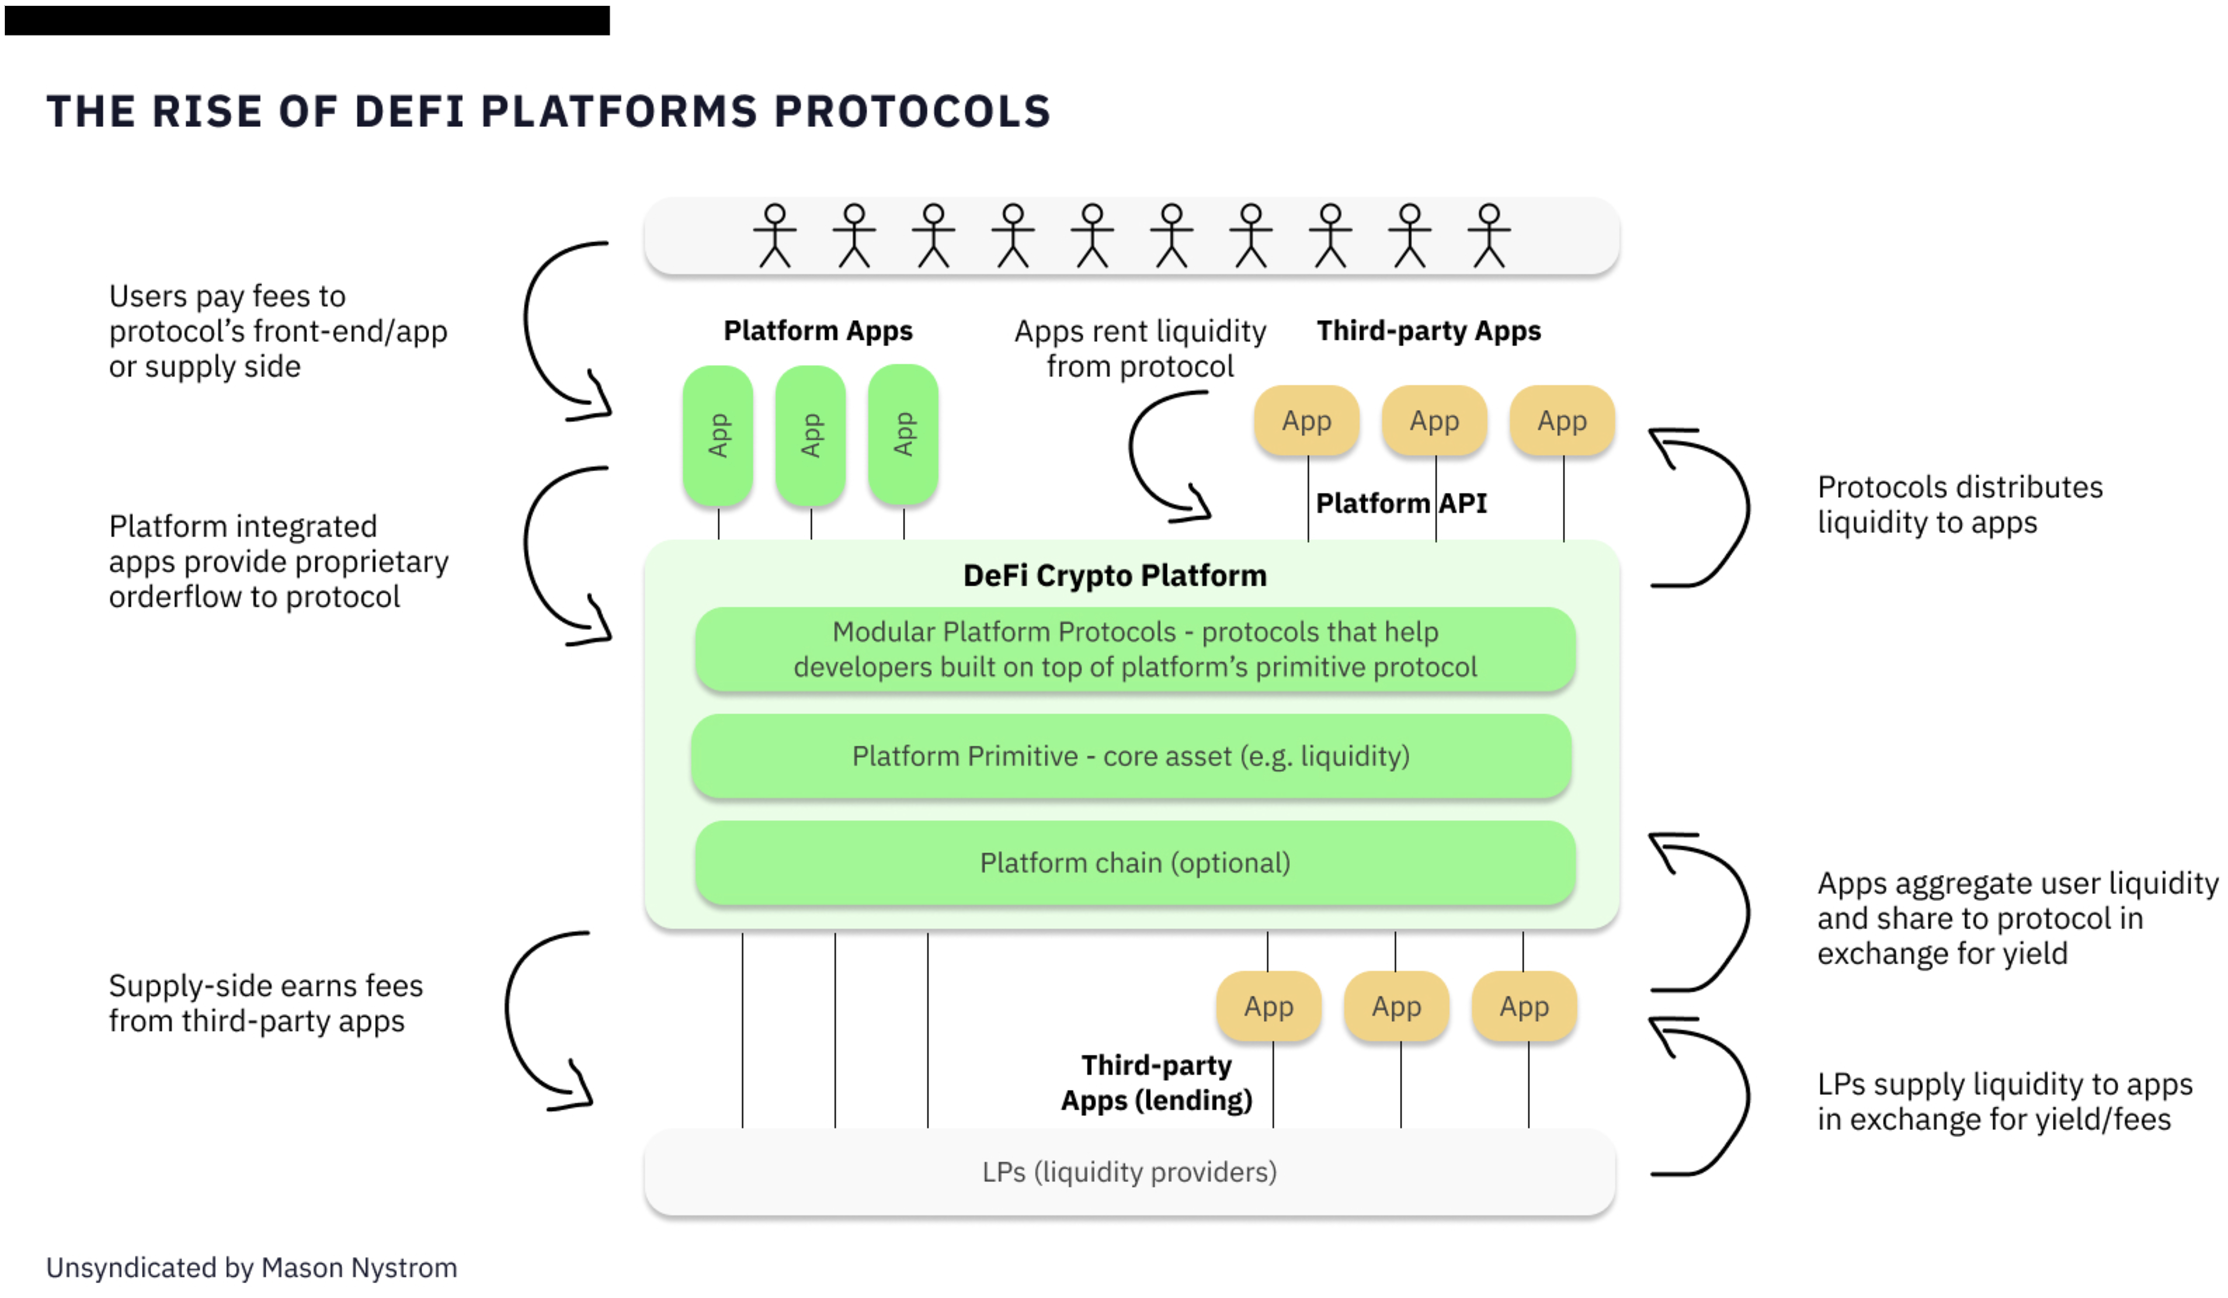 THE RISE OF DEFI PLATFORMS PROTOCOLS
Users pay fees to
protocol’s front-end/app
or supply side
Platform Apps
Apps rent liquidity
from protocol
Third-party Apps
App
App
App
App
App
App
Platform API
Platform integrated
apps provide proprietary
orderflow to protocol
Protocols distributes
liquidity to apps
DeFi Crypto Platform
Modular Platform Protocols - protocols that help
developers built on top of platform’s primitive protocol
Platform Primitive - core asset (e.g. liquidity)
Platform chain (optional)
Apps aggregate user liquidity
and share to protocol in
exchange for yield
Supply-side earns fees
from third-party apps
App
App
App
Third-party
Apps (lending)
LPs supply liquidity to apps
in exchange for yield/fees
LPs (liquidity providers)
Unsyndicated by Mason Nystrom